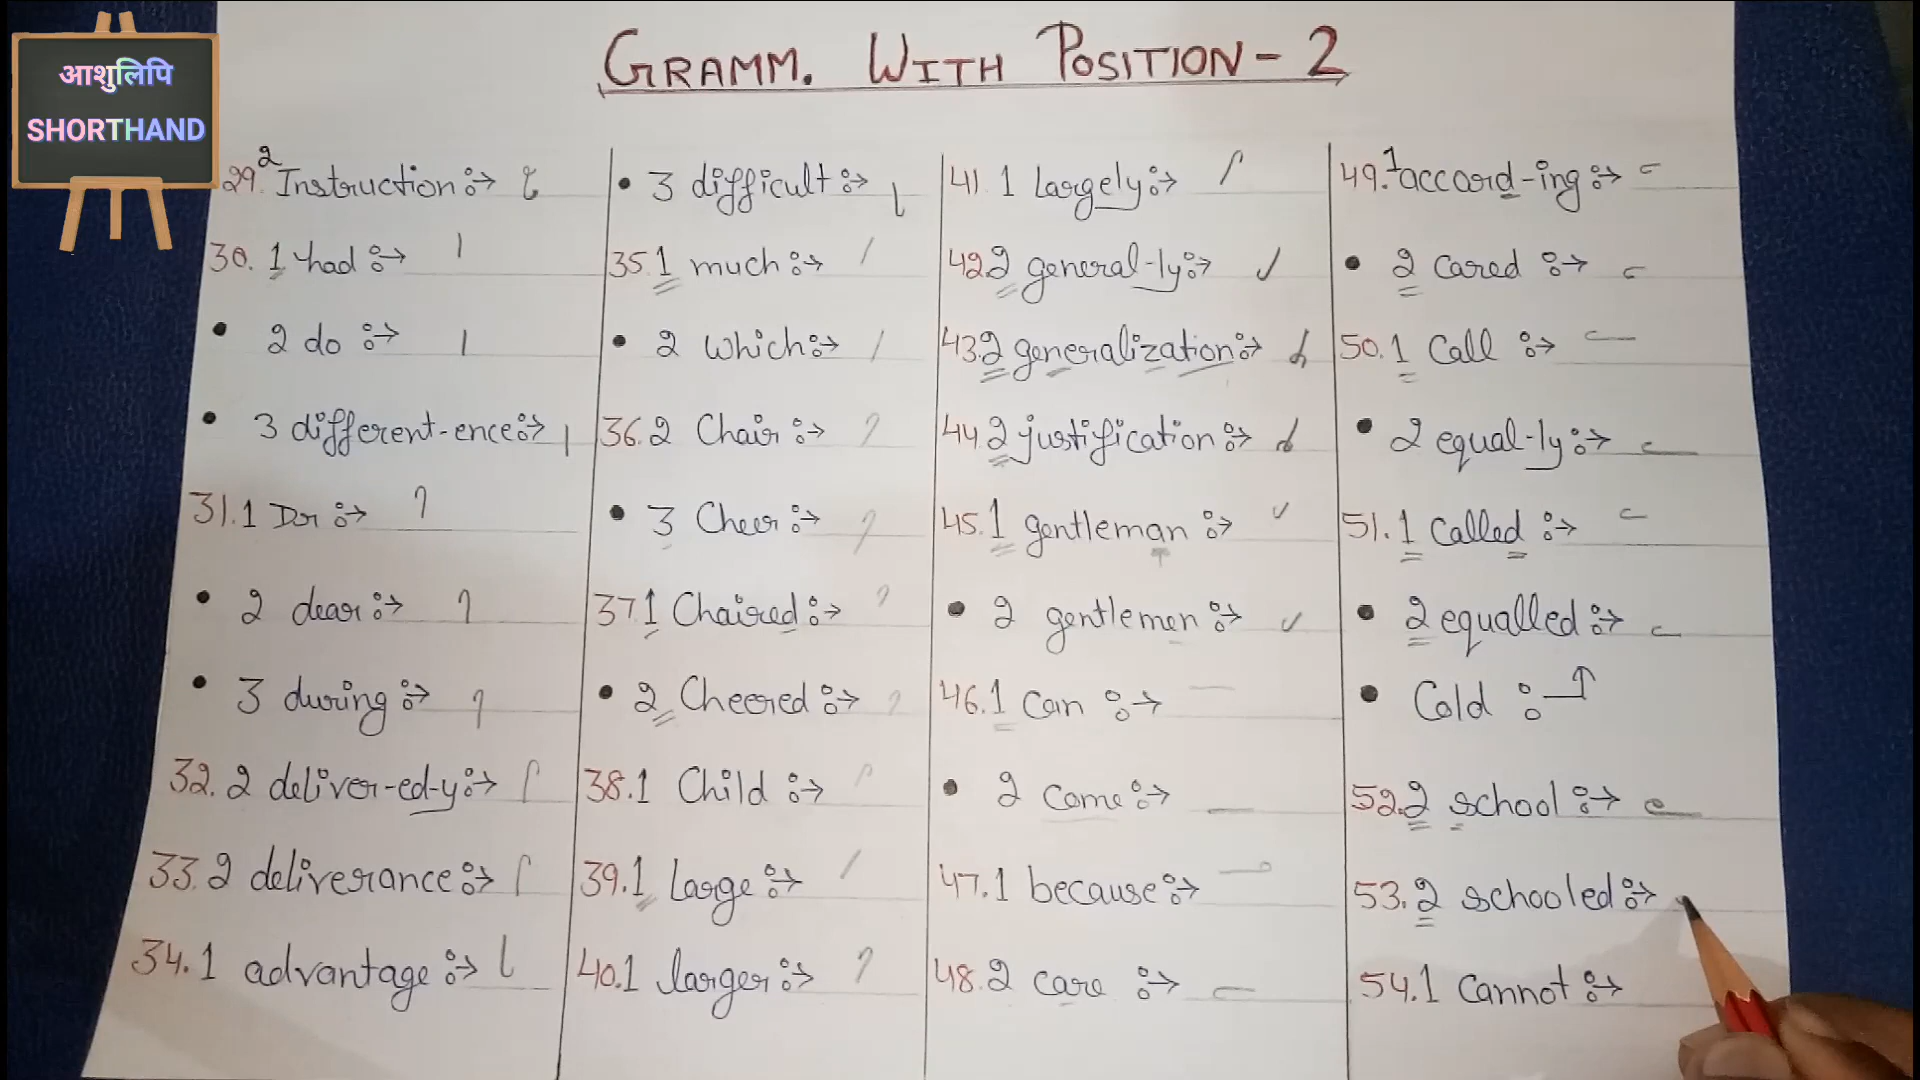 आशुलिपि
SHORTHAND
GRAMM. WITH POSITION - 2
29. 2 Instruction
30. 1 had
• 2 do
• 3 different-ence
31. 1 Dr
• 2 dear
• 3 during
32. 2 deliver-ed-y
33. 2 deliverance
34. 1 advantage
• 3 difficult
35. 1 much
• 2 which
36. 2 Chair
• 3 Cheer
37 1 Chaired
• 2 Cheered
38. 1 Child
39. 1 large
40. 1 larger
41. 1 largely
42. 2 general-ly
43. 2 generalization
44 2 justification
45. 1 gentleman
• 2 gentlemen
46. 1 Can
• 2 come
47. 1 because
48. 2 care
49. 1 accord-ing
• 2 cared
50. 1 Call
• 2 equal-ly
51. 1 Called
• 2 equalled
• Cold
52. 2 school
53. 2 schooled
54. 1 Cannot